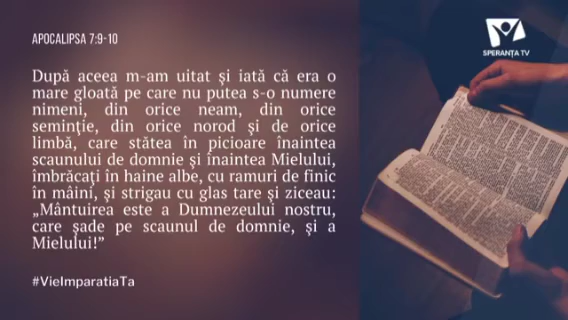 APOCALIPSA 7:9-10
SPERANȚA TV
După aceea m-am uitat şi iată că era o
mare gloată pe care nu putea s-o numere
nimeni, din orice neam, din orice
seminţie, din orice norod şi de orice
limbă, care stătea în picioare înaintea
scaunului de domnie şi înaintea Mielului,
îmbrăcaţi în haine albe, cu ramuri de finic
în mâini, şi strigau cu glas tare şi ziceau:
„Mântuirea este a Dumnezeului nostru,
care şade pe scaunul de domnie, şi a
Mielului!”
#VieImparatiaTa